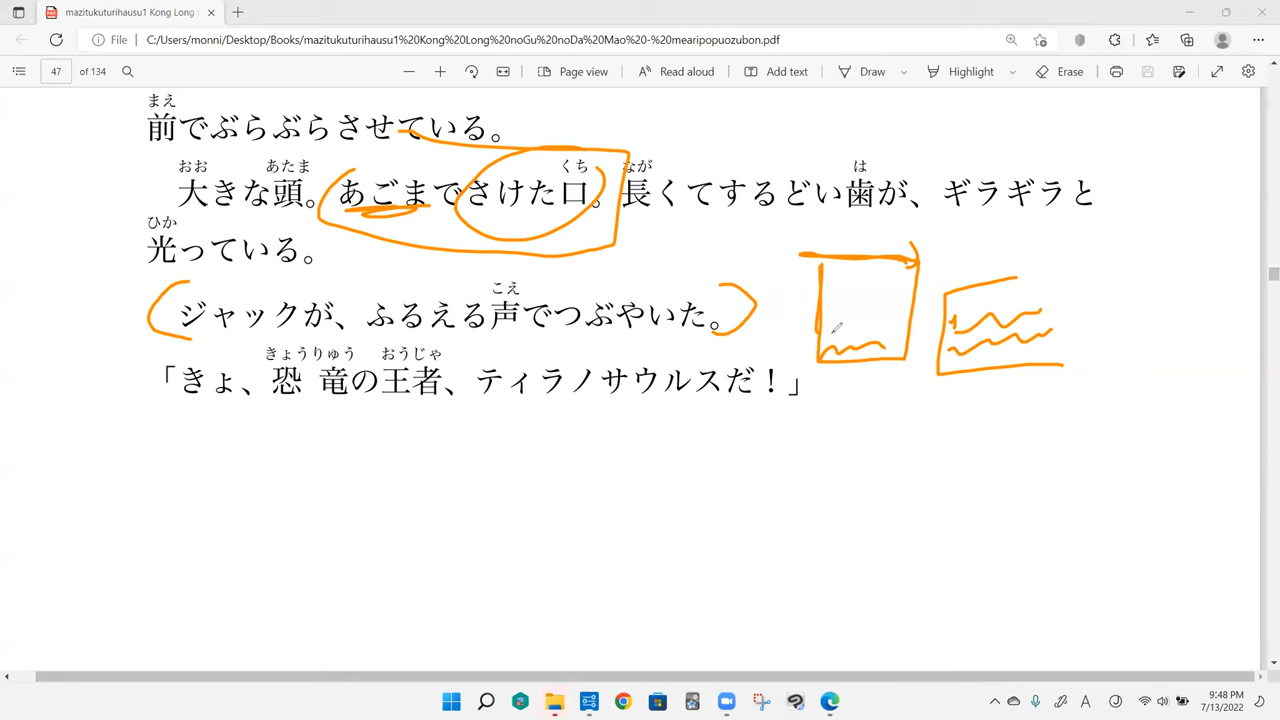 mazitukuturihausu1 Kong Long
File
C:/Users/monni/Desktop/Books/mazitukuturihausu1%20Kong%20Long%20noGu%20noDa%20Mao%20-%20mearipopuozubon.pdf
47 of 134
Page view
Read aloud
Add text
Draw
Highlight
Erase
まえ
前でぶらぶらさせている。
おお あたま くち なが は
大きな頭。あごまでさけた口。長くてするどい歯が、ギラギラと
ひか
光っている。
こえ
ジャックが、ふるえる声でつぶやいた。
きょうりゅう おうじゃ
「きょ、恐竜の王者、ティラノサウルスだ！」
9:48 PM
7/13/2022